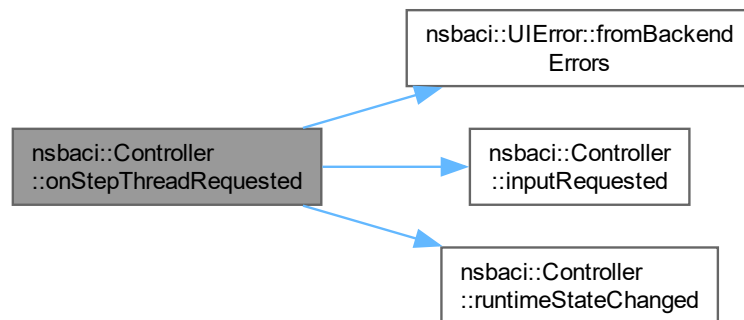 nsbaci::UIError::fromBackend
Errors
nsbaci::Controller
::onStepThreadRequested
nsbaci::Controller
::inputRequested
nsbaci::Controller
::runtimeStateChanged